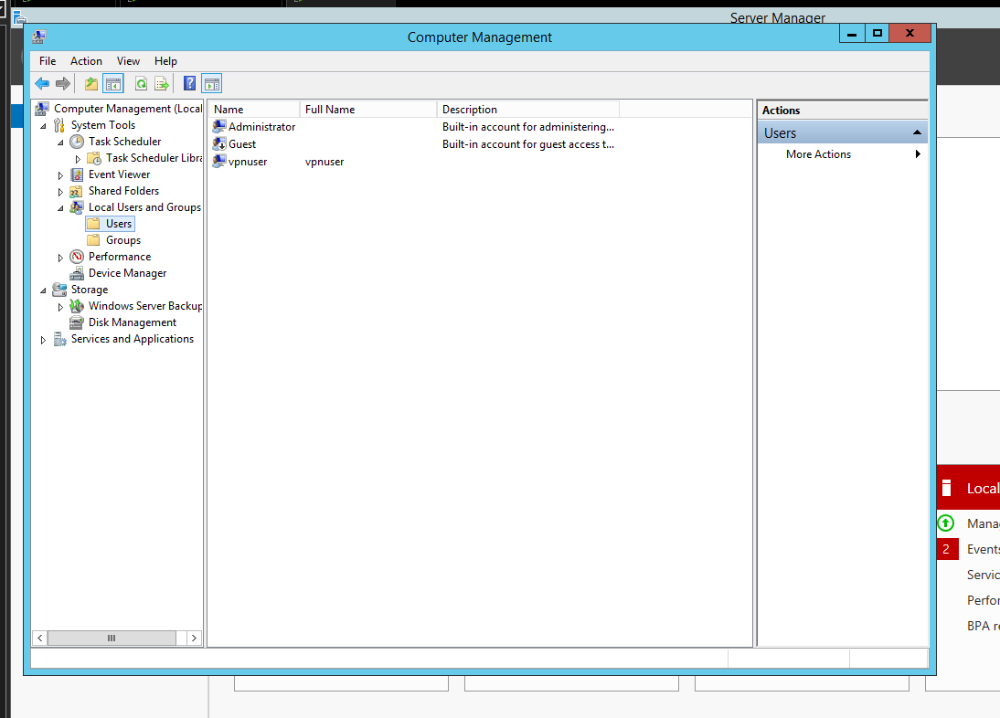 Server Manager
Computer Management
File Action View Help
Computer Management (Local
System Tools
Task Scheduler
Task Scheduler Libra
Event Viewer
Shared Folders
Local Users and Groups
Users
Groups
Performance
Device Manager
Storage
Windows Server Backup
Disk Management
Services and Applications
Name Full Name Description
Administrator Built-in account for administering...
Guest Built-in account for guest access t...
vpnuser vpnuser
Actions
Users
More Actions
Local
Manag
2 Events
Servic
Perfor
BPA re